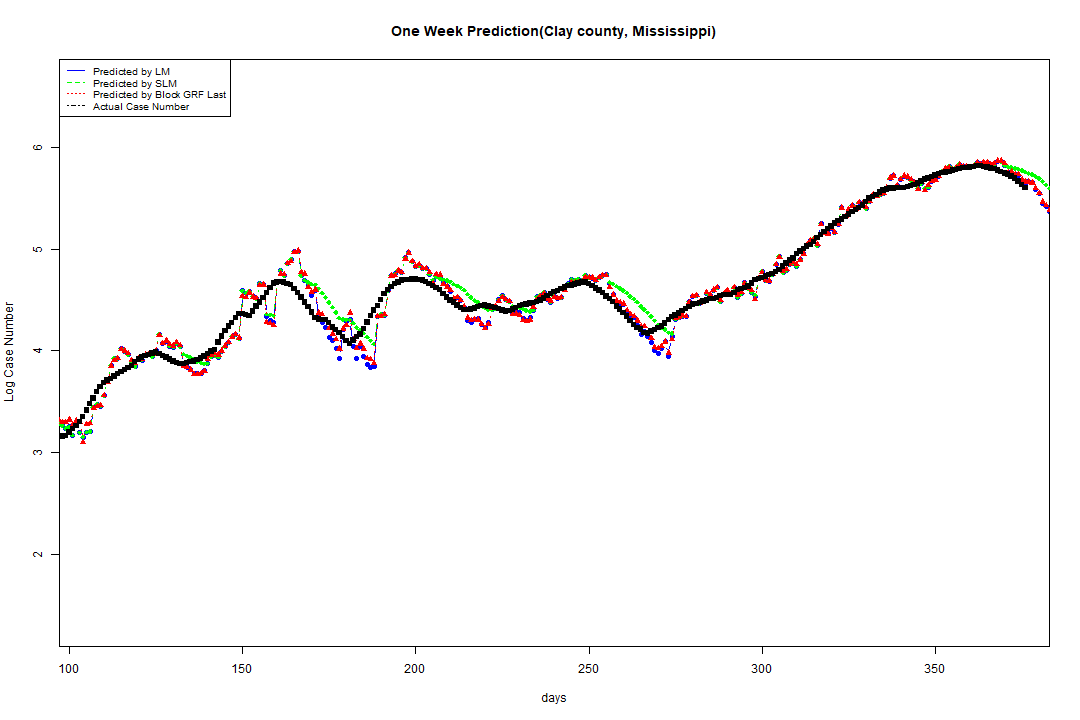 One Week Prediction(Clay county, Mississippi)
Predicted by LM
Predicted by SLM
Predicted by Block GRF Last
Actual Case Number
6
5
4
3
2
Log Case Number
100 150 200 250 300 350
days